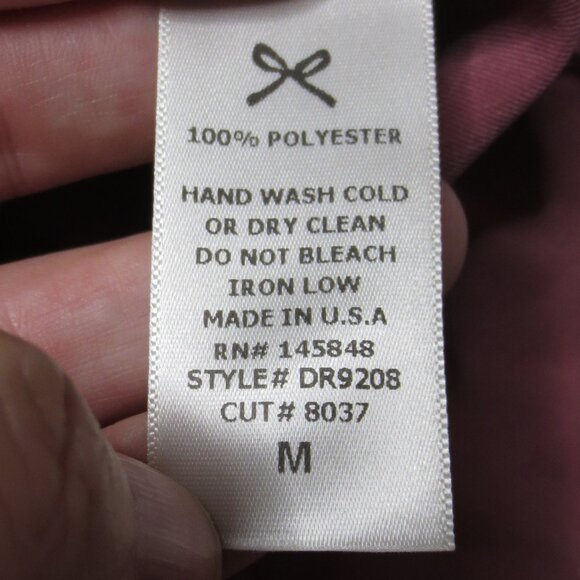 100% POLYESTER
HAND WASH COLD
OR DRY CLEAN
DO NOT BLEACH
IRON LOW
MADE IN U.S.A
RN# 145848
STYLE# DR9208
CUT# 8037
M